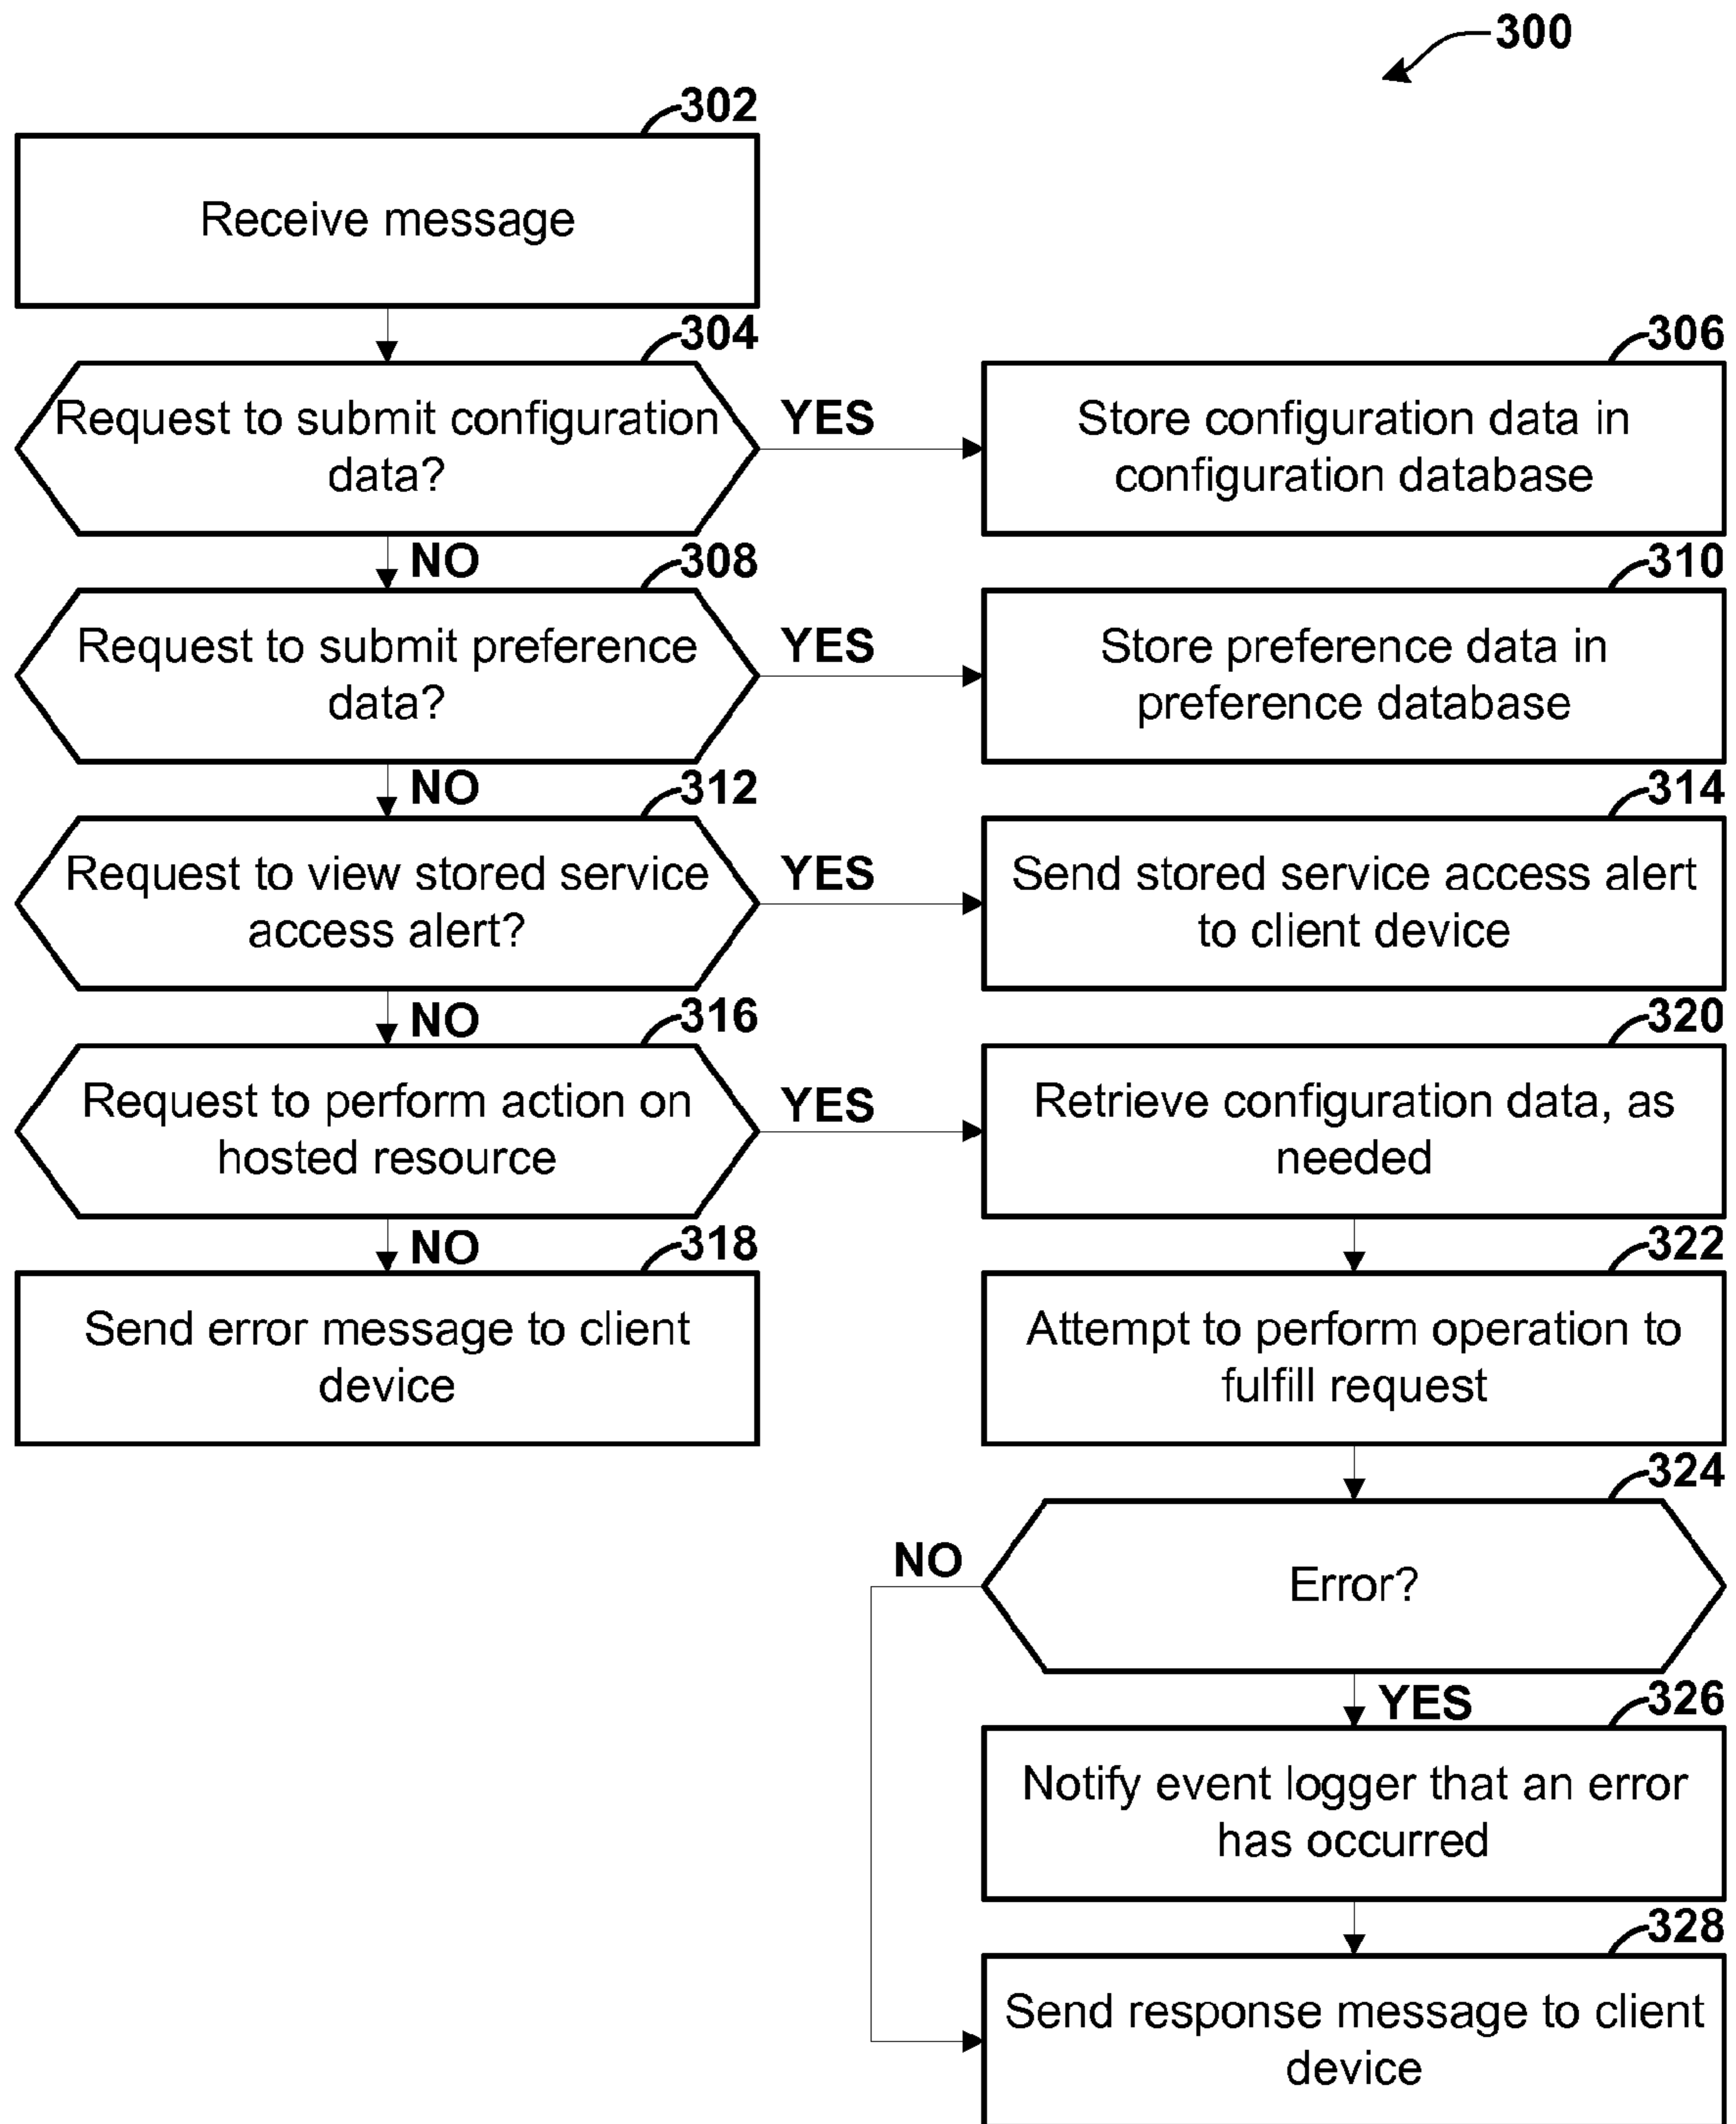 300
302
Receive message
304
Request to submit configuration
data?
YES
306
Store configuration data in
configuration database
NO
308
Request to submit preference
data?
YES
310
Store preference data in
preference database
NO
312
Request to view stored service
access alert?
YES
314
Send stored service access alert
to client device
NO
316
Request to perform action on
hosted resource
YES
320
Retrieve configuration data, as
needed
NO
318
Send error message to client
device
322
Attempt to perform operation to
fulfill request
324
Error?
NO
YES
326
Notify event logger that an error
has occurred
328
Send response message to client
device